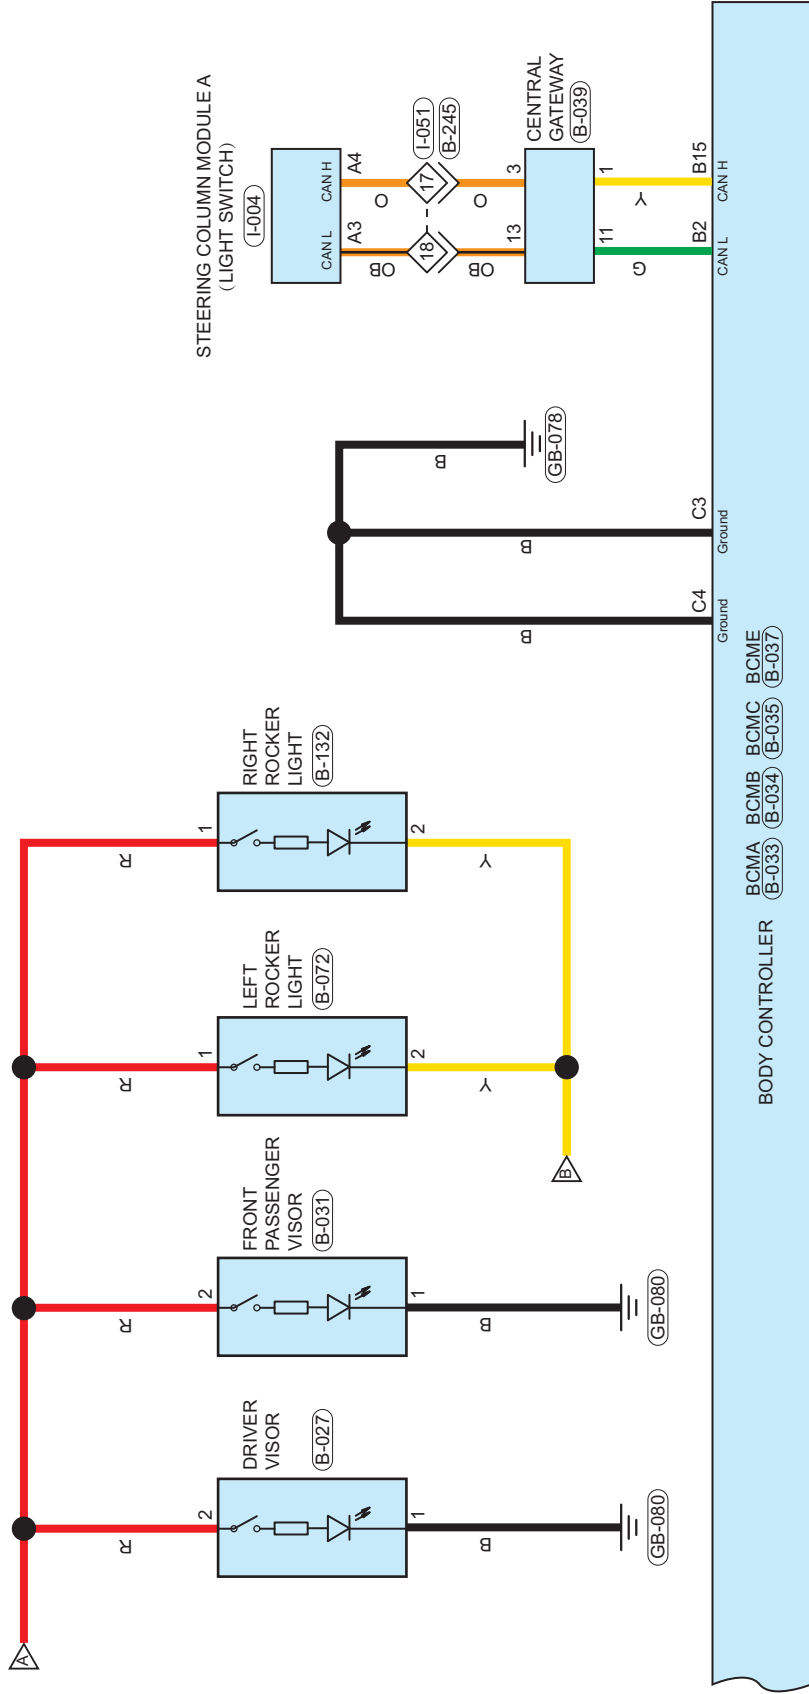 A
R
2
DRIVER
VISOR
B-027
1
B
GB-080
R
2
FRONT
PASSENGER
VISOR
B-031
1
B
GB-080
R
1
LEFT
ROCKER
LIGHT
B-072
2
Y
B
R
1
RIGHT
ROCKER
LIGHT
B-132
2
Y
B
B
B
GB-078
C4
Ground
C3
Ground
STEERING COLUMN MODULE A
(LIGHT SWITCH)
I-004
CAN L
CAN H
A3
A4
OB
O
18
17
I-051
B-245
OB
O
13
3
CENTRAL
GATEWAY
B-039
11
1
G
Y
B2
B15
CAN L
CAN H
BODY CONTROLLER
BCMA
B-033
BCMB
B-034
BCMC
B-035
BCME
B-037